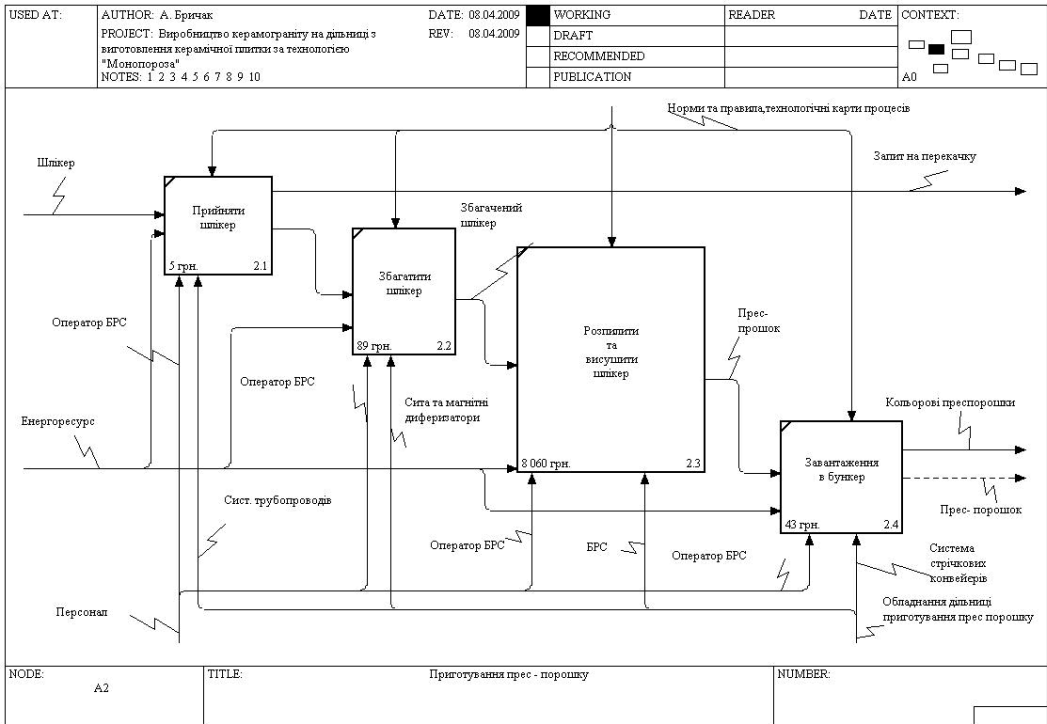 USED AT:
AUTHOR: А. Бричак
DATE: 08.04.2009
REV: 08.04.2009
PROJECT: Виробництво керамограніту на дільниці з
виготовлення керамічної плитки за технологією
"Монопороза"
NOTES: 1 2 3 4 5 6 7 8 9 10
WORKING
DRAFT
RECOMMENDED
PUBLICATION
READER
DATE
CONTEXT:
A0
Норми та правила,технологічні карти процесів
Шлікер
Запит на перекачку
Прийняти
шлікер
5 грн.
2.1
Збагачений
шлікер
Збагатити
шлікер
89 грн.
2.2
Розпилити
та
висушити
шлікер
8 060 грн.
2.3
Прес-
прошок
Оператор БРС
Оператор БРС
Сита та магнітні
диферизатори
Енергоресурс
Кольорові преспорошки
Завантаження
в бункер
43 грн.
2.4
Сист. трубопроводів
Прес- порошок
Оператор БРС
БРС
Оператор БРС
Система
стрічкових
конвейєрів
Персонал
Обладнання дільниці
приготування прес порошку
NODE:
A2
TITLE:
Приготування прес - порошку
NUMBER: